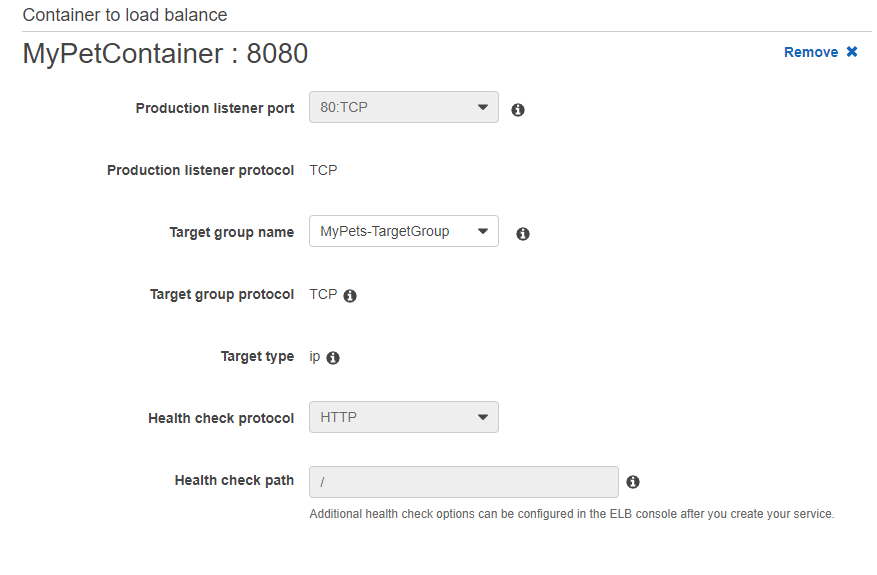 Container to load balance
MyPetContainer : 8080
Remove ✖
Production listener port 80:TCP
Production listener protocol TCP
Target group name MyPets-TargetGroup
Target group protocol TCP
Target type ip
Health check protocol HTTP
Health check path /
Additional health check options can be configured in the ELB console after you create your service.